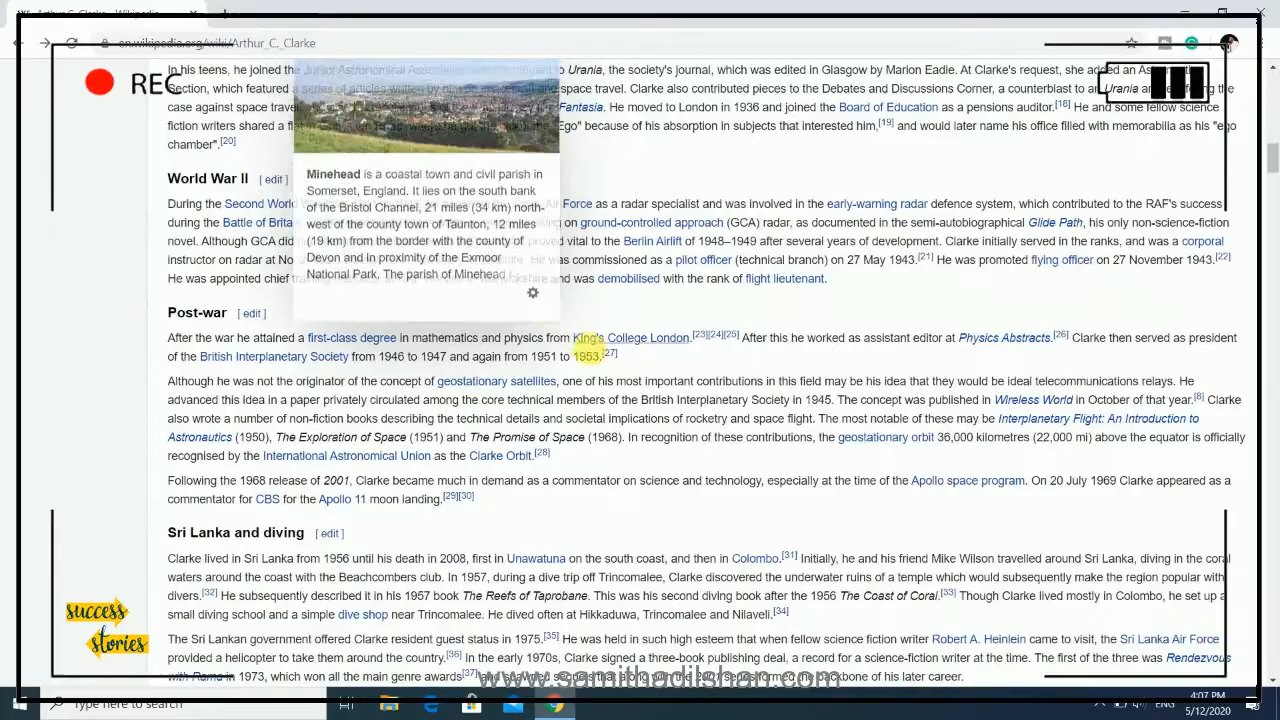 Arthur C. Clarke - Wikipedia
en.wikipedia.org/wiki/Arthur_C._Clarke
REC
In his teens, he joined the Junior Astronomical to Urania, the society's journal, which was edited in Glasgow by Marion Eadie. At Clarke's request, she added an
Section, which featured a series of articles written by and space travel. Clarke also contributed pieces to the Debates and Discussions Corner, a counterblast to an Urania the
case against space travel Fantasia. He moved to London in 1936 and joined the Board of Education as a pensions auditor.[18] He and some fellow science
fiction writers shared a flat "Ego" because of his absorption in subjects that interested him,[19] and would later name his office filled with memorabilia as his "ego
chamber".[20]
Minehead is a coastal town and civil parish in
Somerset, England. It lies on the south bank
of the Bristol Channel, 21 miles (34 km) north-
west of the county town of Taunton, 12 miles
(19 km) from the border with the county of
Devon and in proximity of the Exmoor
National Park. The parish of Minehead
World War II [ edit ]
During the Second World Air Force as a radar specialist and was involved in the early-warning radar defence system, which contributed to the RAF's success
during the Battle of on ground-controlled approach (GCA) radar, as documented in the semi-autobiographical Glide Path, his only non-science-fiction
novel. Although GCA did proved vital to the Berlin Airlift of 1948–1949 after several years of development. Clarke initially served in the ranks, and was a corporal
instructor on radar at No was commissioned as a pilot officer (technical branch) on 27 May 1943.[21] He was promoted flying officer on 27 November 1943.[22]
He was appointed chief and was demobilised with the rank of flight lieutenant.
Post-war [ edit ]
After the war he attained a first-class degree in mathematics and physics from King's College London.[23][24][25] After this he worked as assistant editor at Physics Abstracts.[26] Clarke then served as president
of the British Interplanetary Society from 1946 to 1947 and again from 1951 to 1953.[27]
Although he was not the originator of the concept of geostationary satellites, one of his most important contributions in this field may be his idea that they would be ideal telecommunications relays. He
advanced this idea in a paper privately circulated among the core technical members of the British Interplanetary Society in 1945. The concept was published in Wireless World in October of that year.[8] Clarke
also wrote a number of non-fiction books describing the technical details and societal implications of rocketry and space flight. The most notable of these may be Interplanetary Flight: An Introduction to
Astronautics (1950), The Exploration of Space (1951) and The Promise of Space (1968). In recognition of these contributions, the geostationary orbit 36,000 kilometres (22,000 mi) above the equator is officially
recognised by the International Astronomical Union as the Clarke Orbit.[28]
Following the 1968 release of 2001, Clarke became much in demand as a commentator on science and technology, especially at the time of the Apollo space program. On 20 July 1969 Clarke appeared as a
commentator for CBS for the Apollo 11 moon landing.[29][30]
Sri Lanka and diving [ edit ]
Clarke lived in Sri Lanka from 1956 until his death in 2008, first in Unawatuna on the south coast, and then in Colombo.[31] Initially, he and his friend Mike Wilson travelled around Sri Lanka, diving in the coral
waters around the coast with the Beachcombers club. In 1957, during a dive trip off Trincomalee, Clarke discovered the underwater ruins of a temple which would subsequently make the region popular with
divers.[32] He subsequently described it in his 1957 book The Reefs of Taprobane. This was his second diving book after the 1956 The Coast of Coral.[33] Though Clarke lived mostly in Colombo, he set up a
small diving school and a simple dive shop near Trincomalee. He dived often at Hikkaduwa, Trincomalee and Nilaveli.[34]
The Sri Lankan government offered Clarke resident guest status in 1975.[35] He was held in such high esteem that when fellow science fiction writer Robert A. Heinlein came to visit, the Sri Lanka Air Force
provided a helicopter to take them around the country.[36] In the early 1970s, Clarke signed a three-book publishing deal, a record for a science-fiction writer at the time. The first of the three was Rendezvous
with Rama in 1973, which won all the main genre awards[37] and spawned sequels that along with the 2001 series formed the backbone of his later career.
success
stories
www.samithadilshan.com
Type here to search
ENG
4:07 PM
5/12/2020